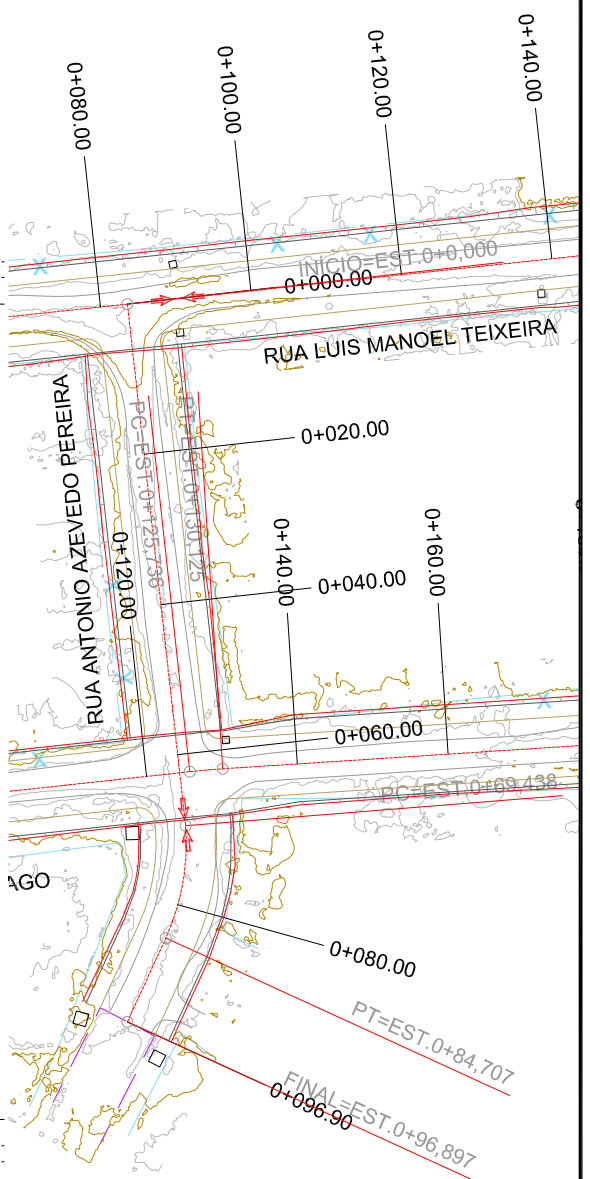 0+080.00
0+100.00
0+120.00
0+140.00
INÍCIO=EST.0+0,000
0+000.00
RUA LUIS MANOEL TEIXEIRA
RUA ANTONIO AZEVEDO PEREIRA
PC=EST.0+125,736
PT=EST.0+130,125
0+020.00
0+120.00
0+140.00
0+040.00
0+160.00
0+060.00
PC=EST.0+69,438
AGO
0+080.00
PT=EST.0+84,707
FINAL=EST.0+96,897
0+096.90